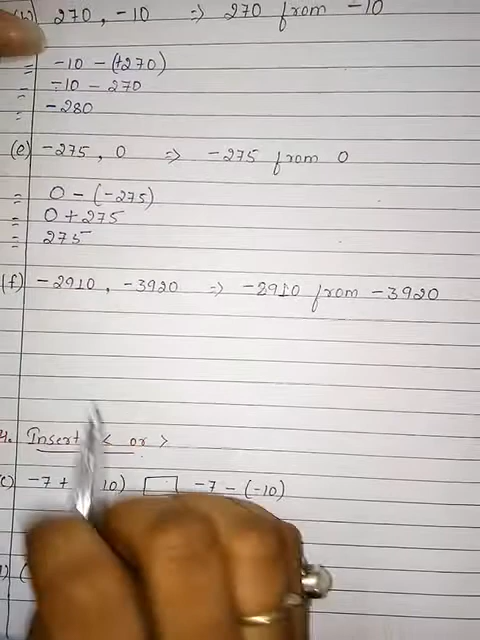 270, -10 ⇒ 270 from -10
= -10 - (+270)
= -10 - 270
= -280
(e) -275, 0 ⇒ -275 from 0
= 0 - (-275)
= 0 + 275
= 275
(f) -2910, -3920 ⇒ -2910 from -3920
4. Insert < or >
(c) -7 + 10) □ -7 - (-10)